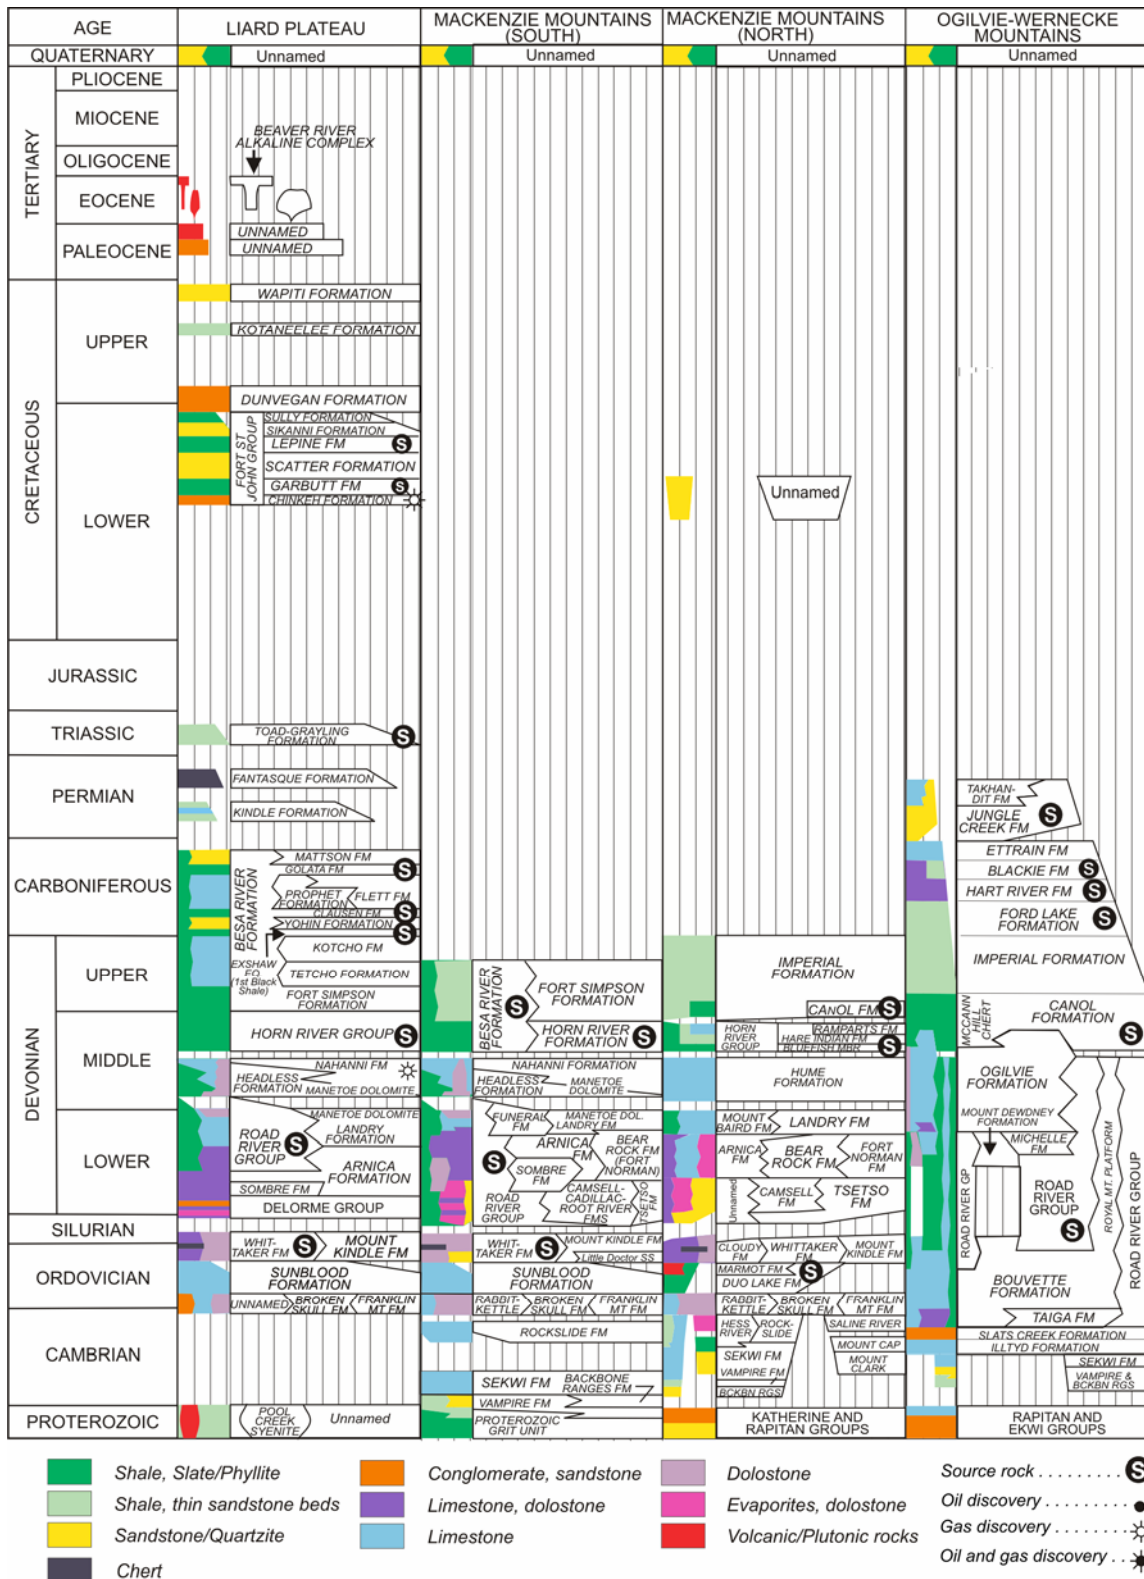 AGE
LIARD PLATEAU
MACKENZIE MOUNTAINS
(SOUTH)
MACKENZIE MOUNTAINS
(NORTH)
OGILVIE-WERNECKE
MOUNTAINS
QUATERNARY
Unnamed
Unnamed
Unnamed
Unnamed
TERTIARY
PLIOCENE
MIOCENE
OLIGOCENE
EOCENE
PALEOCENE
CRETACEOUS
UPPER
LOWER
JURASSIC
TRIASSIC
PERMIAN
CARBONIFEROUS
DEVONIAN
UPPER
MIDDLE
LOWER
SILURIAN
ORDOVICIAN
CAMBRIAN
PROTEROZOIC
BEAVER RIVER
ALKALINE COMPLEX
UNNAMED
UNNAMED
WAPITI FORMATION
KOTANEELEE FORMATION
DUNVEGAN FORMATION
FORT ST
JOHN GROUP
SULLY FORMATION
SIKANNI FORMATION
LEPINE FM
S
SCATTER FORMATION
GARBUTT FM
S
CHINKEH FORMATION
TOAD-GRAYLING
FORMATION
S
FANTASQUE FORMATION
KINDLE FORMATION
BESA RIVER
FORMATION
MATTSON FM
GOLATA FM
S
PROPHET
FORMATION
FLETT FM
CLAUSEN FM
S
YOHIN FORMATION
S
EXSHAW
(1st Black
Shale)
KOTCHO FM
TETCHO FORMATION
FORT SIMPSON
FORMATION
HORN RIVER GROUP
S
NAHANNI FORMATION
HEADLESS
FORMATION
MANETOE DOLOMITE
MANETOE DOLOMITE
LANDRY
FORMATION
ROAD
RIVER
GROUP
S
ARNICA
FORMATION
SOMBRE FM
DELORME GROUP
WHIT-
TAKER FM
S
MOUNT
KINDLE FM
SUNBLOOD
FORMATION
UNNAMED
BROKEN
SKULL FM
FRANKLIN
MT FM
POOL
CREEK
SYENITE
Unnamed
BESA RIVER
FORMATION
S
FORT SIMPSON
FORMATION
HORN RIVER
FORMATION
S
NAHANNI FORMATION
HEADLESS
FORMATION
MANETOE
DOLOMITE
FUNERAL
FM
MANETOE DOL.
LANDRY FM
ARNICA
FM
S
BEAR
ROCK FM
(FORT
NORMAN)
SOMBRE
FM
ROAD
RIVER
GROUP
CAMSELL-
CADILLAC-
ROOT RIVER
FMS
TSETSO
FM
WHIT-
TAKER FM
S
MOUNT KINDLE FM
Little Doctor SS
SUNBLOOD
FORMATION
RABBIT-
KETTLE
BROKEN
SKULL FM
FRANKLIN
MT FM
ROCKSLIDE FM
SEKWI FM
BACKBONE
RANGES FM
VAMPIRE FM
PROTEROZOIC
GRIT UNIT
Unnamed
IMPERIAL
FORMATION
CANOL FM
S
HORN
RIVER
GROUP
RAMPARTS FM
HARE INDIAN FM
BLUEFISH MBR
S
HUME
FORMATION
MOUNT
BAIRD FM
LANDRY FM
ARNICA
FM
BEAR
ROCK FM
FORT
NORMAN
FM
Unnamed
CAMSELL
FM
TSETSO
FM
CLOUDY
FM
WHITTAKER
FM
MOUNT
KINDLE FM
MARMOT FM
S
DUO LAKE FM
RABBIT-
KETTLE
BROKEN
SKULL FM
FRANKLIN
MT FM
HESS
RIVER
ROCK-
SLIDE
SALINE RIVER
SEKWI FM
MOUNT CAP
VAMPIRE FM
MOUNT
CLARK
BCKBN RGS
KATHERINE AND
RAPITAN GROUPS
TAKHAN-
DIT FM
JUNGLE
CREEK FM
S
ETTRAIN FM
BLACKIE FM
S
HART RIVER FM
S
FORD LAKE
FORMATION
S
IMPERIAL FORMATION
MCCANN
HILL
CHERT
CANOL
FORMATION
S
OGILVIE
FORMATION
MOUNT DEWDNEY
FORMATION
MICHELLE
FM
ROAD RIVER GP
ROAD
RIVER
GROUP
S
ROYAL MT. PLATFORM
ROAD RIVER GROUP
BOUVETTE
FORMATION
TAIGA FM
SLATS CREEK FORMATION
ILLTYD FORMATION
SEKWI FM
VAMPIRE &
BCKBN RGS
RAPITAN AND
EKWI GROUPS
Shale, Slate/Phyllite
Shale, thin sandstone beds
Sandstone/Quartzite
Chert
Conglomerate, sandstone
Limestone, dolostone
Limestone
Dolostone
Evaporites, dolostone
Volcanic/Plutonic rocks
Source rock . . . . . . . . . S
Oil discovery . . . . . . . . .
Gas discovery . . . . . . . .
Oil and gas discovery . . .